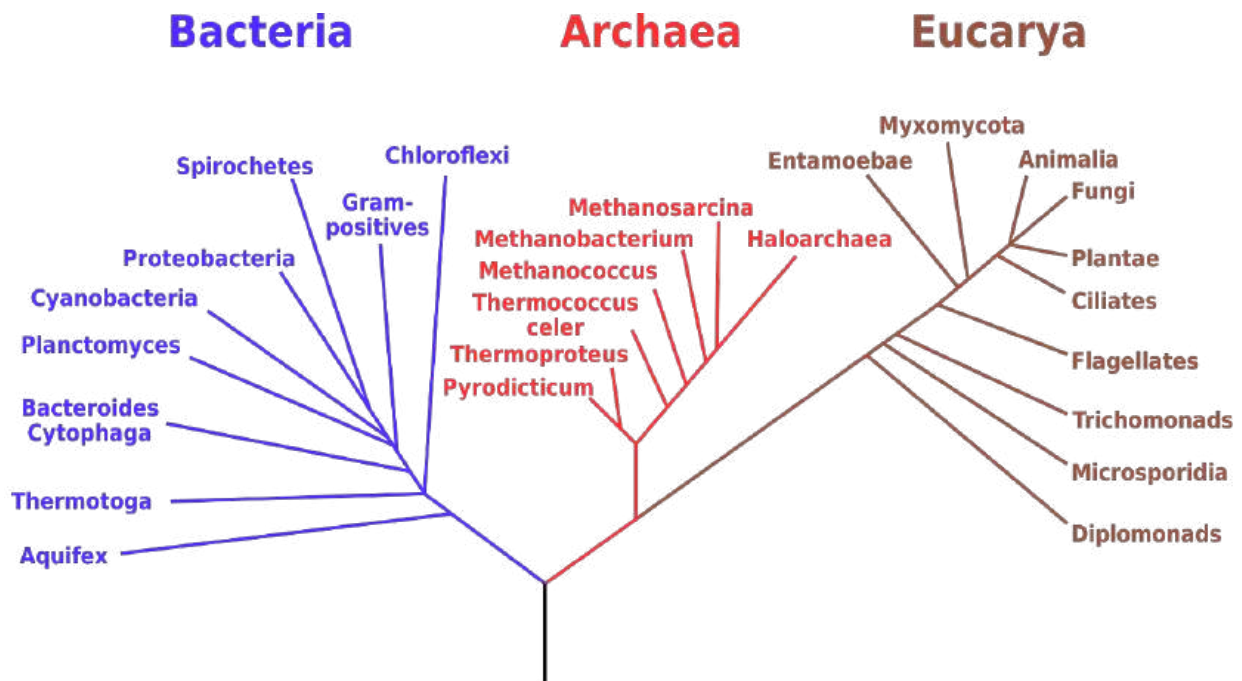 Bacteria
Archaea
Eucarya
Spirochetes
Chloroflexi
Gram-
positives
Proteobacteria
Cyanobacteria
Planctomyces
Bacteroides
Cytophaga
Thermotoga
Aquifex
Methanosarcina
Methanobacterium
Haloarchaea
Methanococcus
Thermococcus
celer
Thermoproteus
Pyrodicticum
Myxomycota
Entamoebae
Animalia
Fungi
Plantae
Ciliates
Flagellates
Trichomonads
Microsporidia
Diplomonads